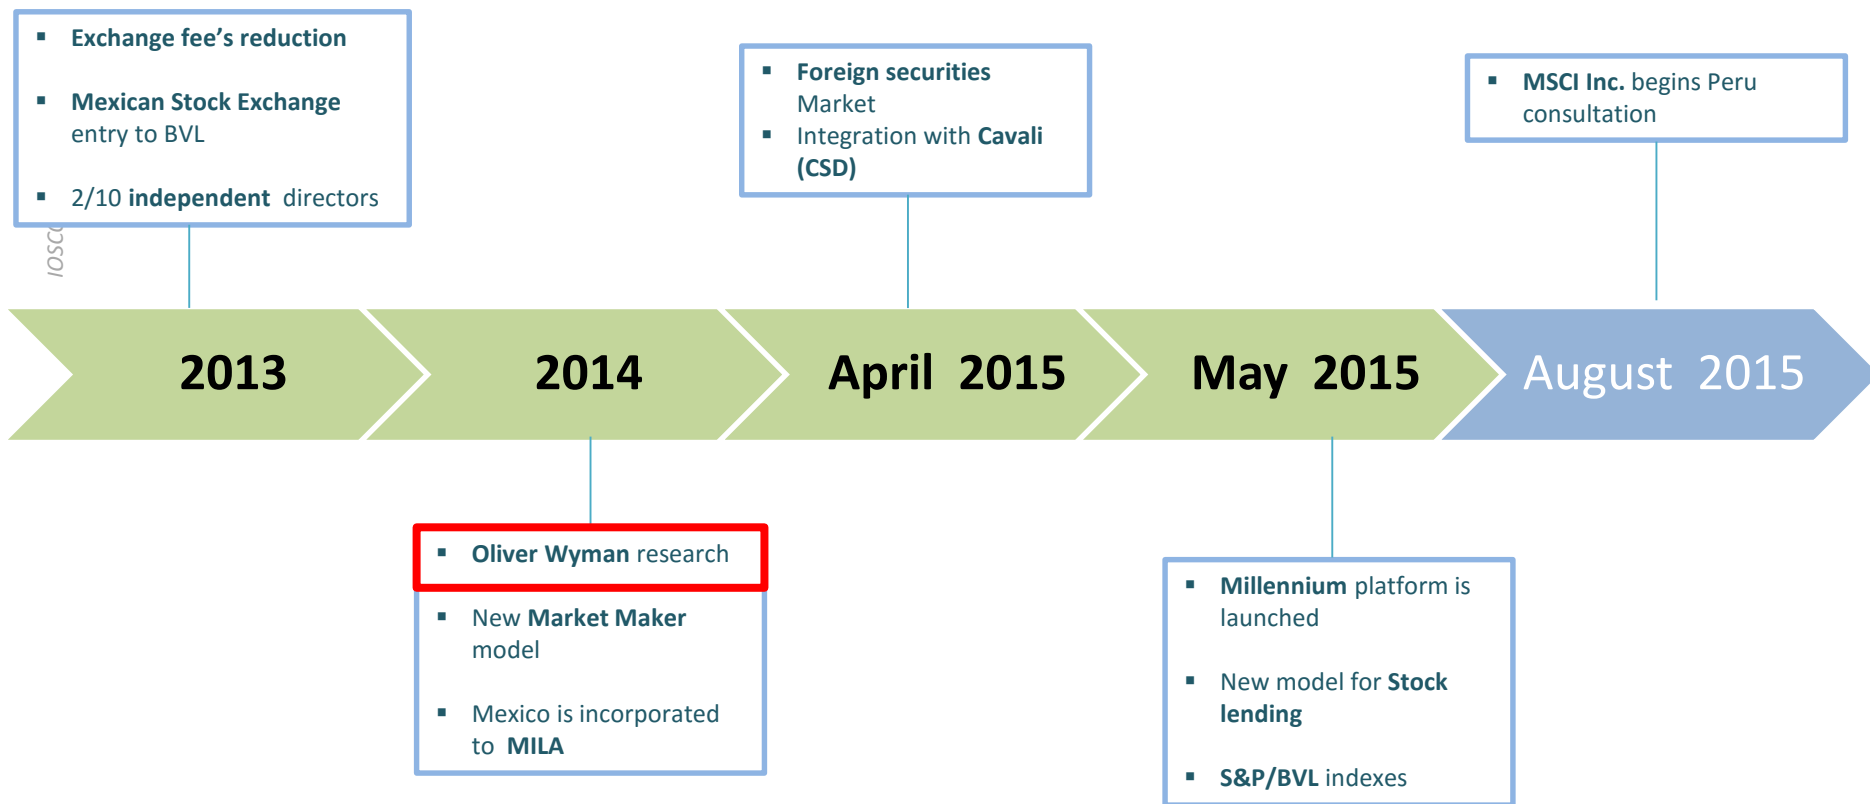 ▪ Exchange fee’s reduction
▪ Mexican Stock Exchange
entry to BVL
▪ 2/10 independent directors
▪ Foreign securities
Market
▪ Integration with Cavali
(CSD)
▪ MSCI Inc. begins Peru
consultation
2013
2014
April 2015
May 2015
August 2015
▪ Oliver Wyman research
▪ New Market Maker
model
▪ Mexico is incorporated
to MILA
▪ Millennium platform is
launched
▪ New model for Stock
lending
▪ S&P/BVL indexes